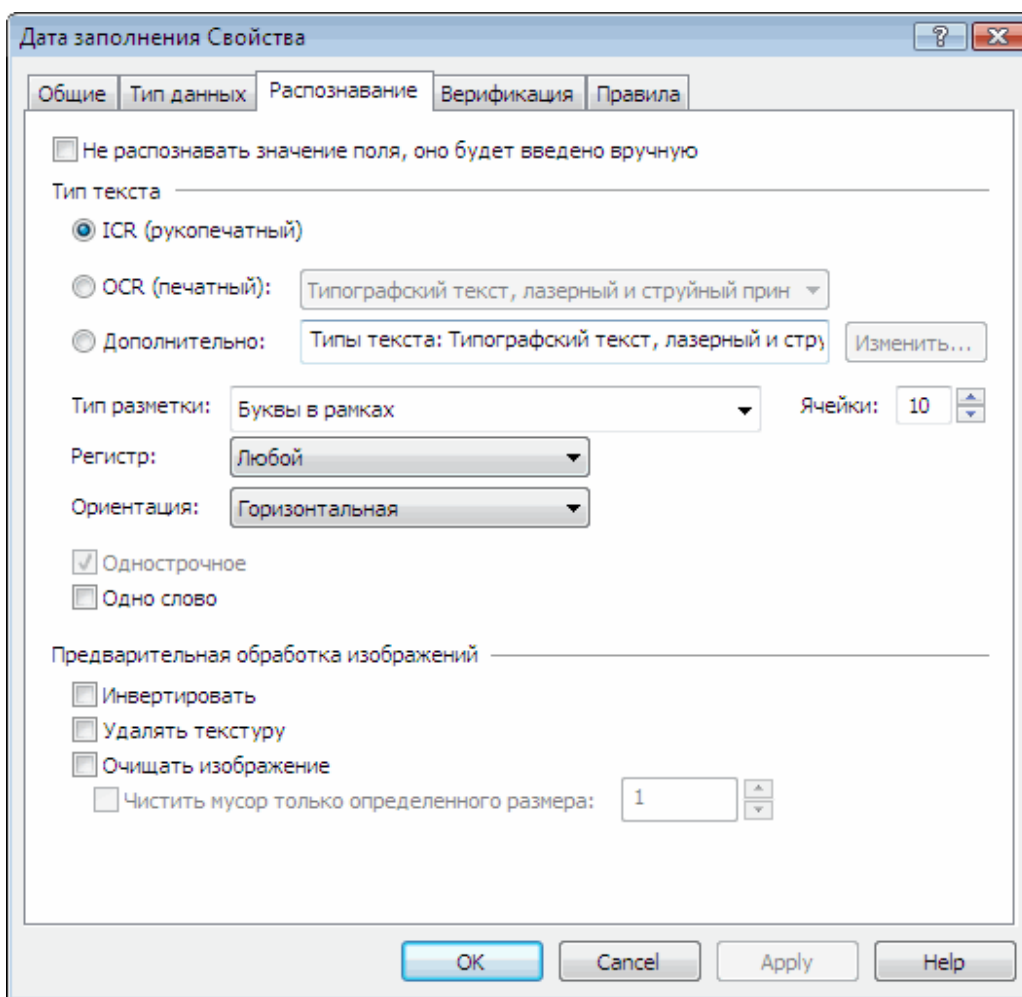 Дата заполнения Свойства
Общие Тип данных Распознавание Верификация Правила
Не распознавать значение поля, оно будет введено вручную
Тип текста
ICR (рукопечатный)
OCR (печатный): Типографский текст, лазерный и струйный прин
Дополнительно: Типы текста: Типографский текст, лазерный и стру Изменить...
Тип разметки: Буквы в рамках Ячейки: 10
Регистр: Любой
Ориентация: Горизонтальная
Однострочное
Одно слово
Предварительная обработка изображений
Инвертировать
Удалять текстуру
Очищать изображение
Чистить мусор только определенного размера: 1
OK Cancel Apply Help